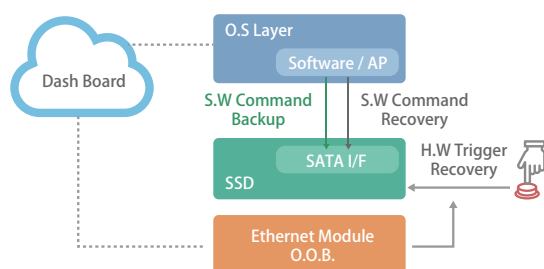 O.S Layer
Software / AP
Dash Board
S.W Command
Backup
S.W Command
Recovery
H.W Trigger
Recovery
SATA I/F
SSD
Ethernet Module
O.O.B.